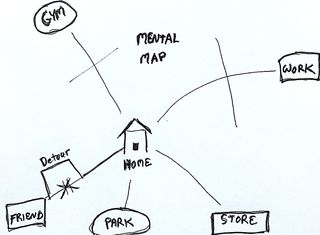 GYM
MENTAL
MAP
WORK
Detour
HOME
FRIEND
PARK
STORE